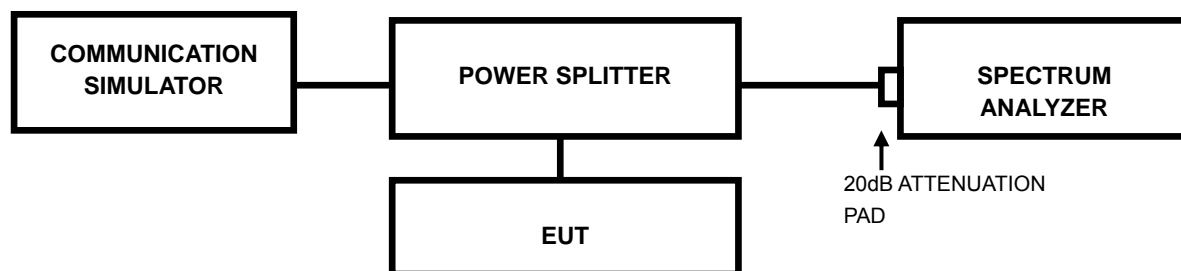 COMMUNICATION
SIMULATOR
POWER SPLITTER
SPECTRUM
ANALYZER
20dB ATTENUATION
PAD
EUT